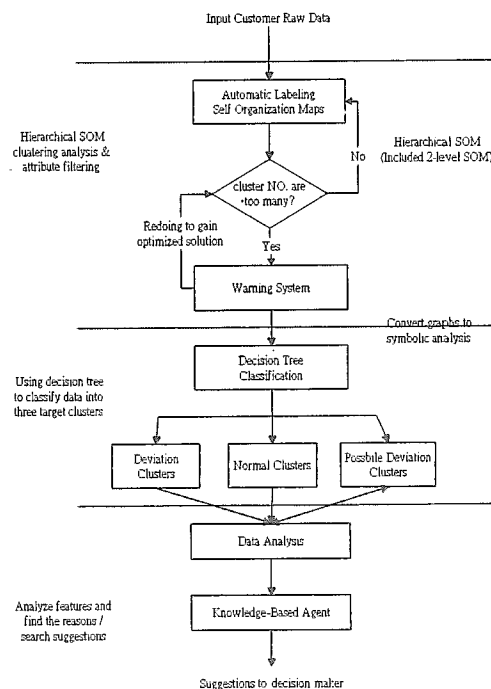 Input Customer Raw Data
Automatic Labeling
Self Organization Maps
Hierarchical SOM
cluatering analysis &
attribute filtering
No
Hierarchical SOM
(Included 2-level SOM)
cluster NO. are
too many?
Redoing to gain
optimized solution
Yes
Warning System
Convert graphs to
symbolic analysis
Decision Tree
Classification
Using decision tree
to classify data into
three target clusters
Deviation
Clusters
Normal Clusters
Possbile Deviation
Clusters
Data Analysis
Analyze features and
find the reasons /
search suggestions
Knowledge-Based Agent
Suggestions to decision maker